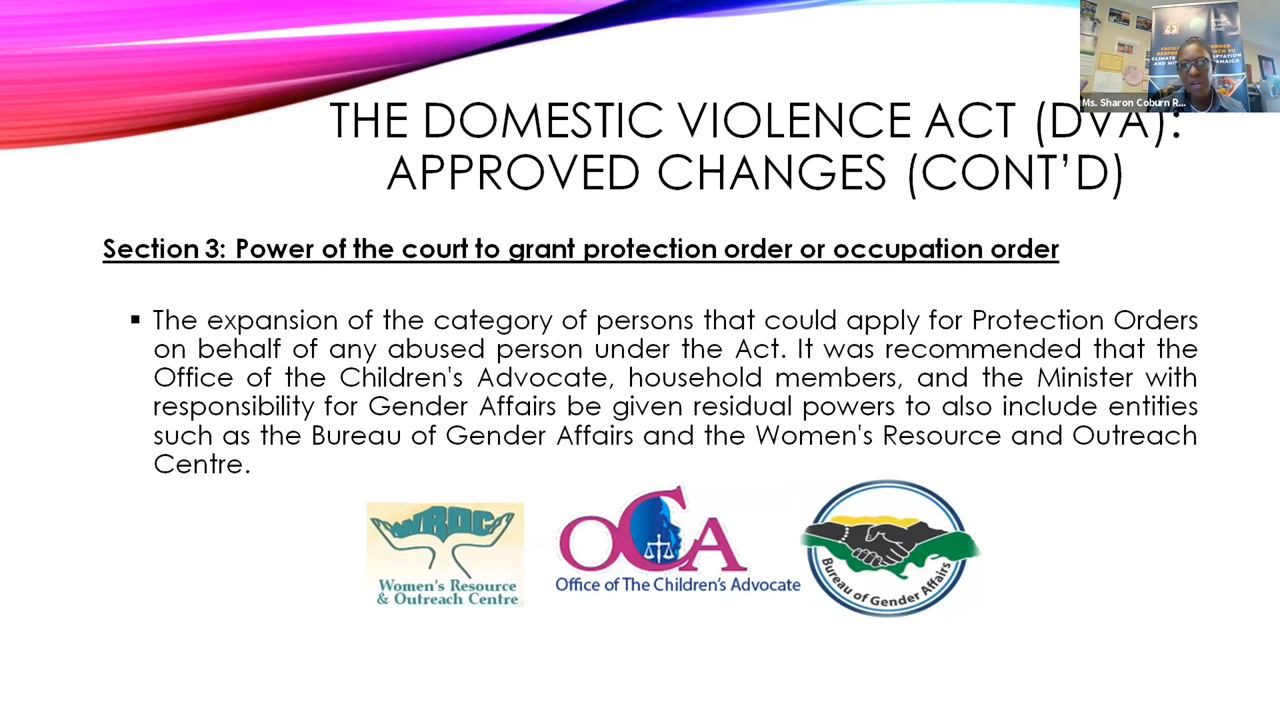 THE DOMESTIC VIOLENCE ACT (DVA):
APPROVED CHANGES (CONT'D)
Ms. Sharon Coburn R...
Section 3: Power of the court to grant protection order or occupation order
▪ The expansion of the category of persons that could apply for Protection Orders
on behalf of any abused person under the Act. It was recommended that the
Office of the Children's Advocate, household members, and the Minister with
responsibility for Gender Affairs be given residual powers to also include entities
such as the Bureau of Gender Affairs and the Women's Resource and Outreach
Centre.
WROC
Women's Resource
& Outreach Centre
OCA
Office of The Children's Advocate
Bureau of Gender Affairs